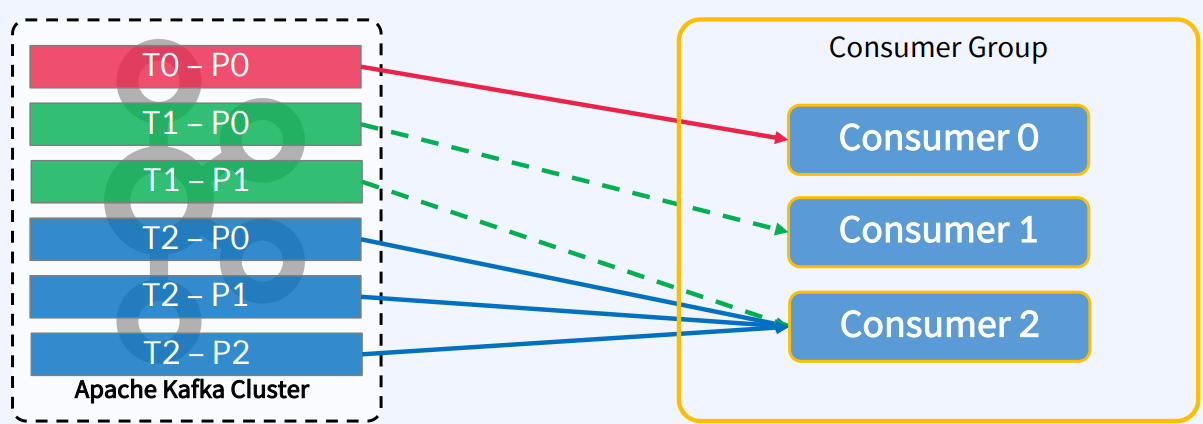 T0 – P0
T1 – P0
T1 – P1
T2 – P0
T2 – P1
T2 – P2
Apache Kafka Cluster
Consumer Group
Consumer 0
Consumer 1
Consumer 2